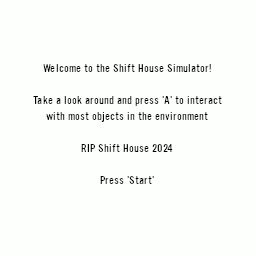 Welcome to the Shift House Simulator!
Take a look around and press 'A' to interact
with most objects in the environment
RIP Shift House 2024
Press 'Start'